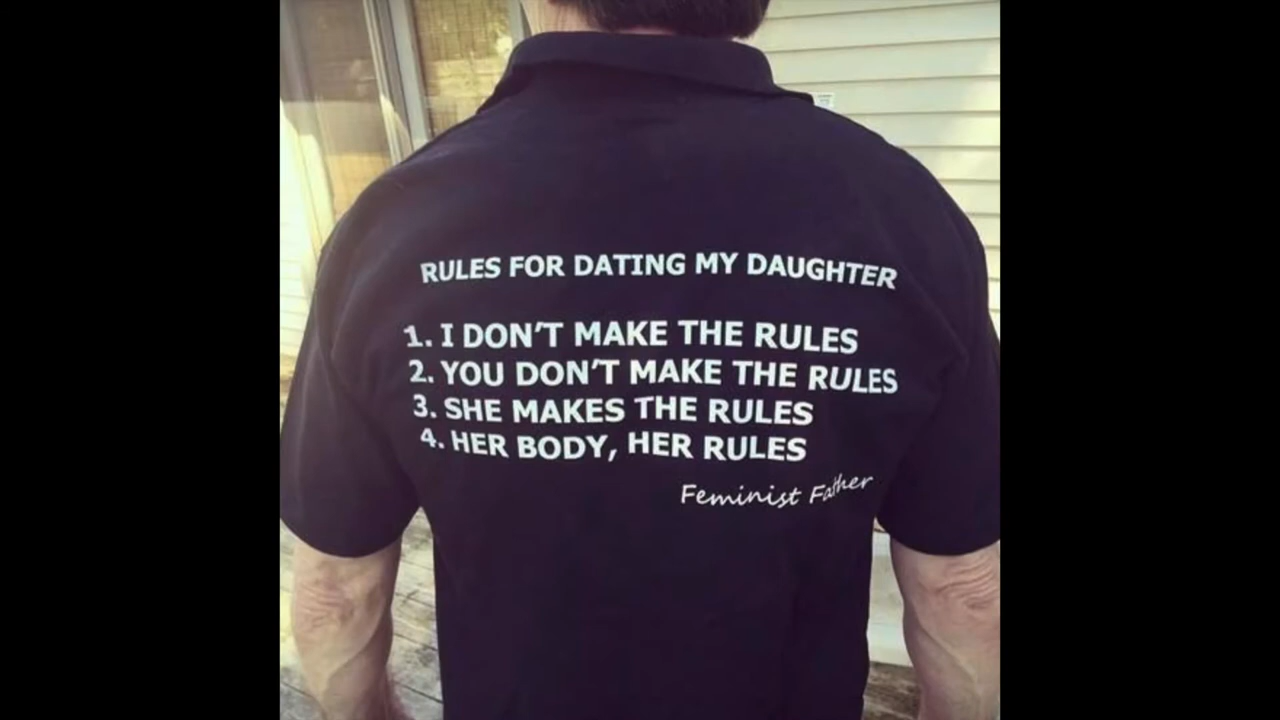 RULES FOR DATING MY DAUGHTER
1. I DON'T MAKE THE RULES
2. YOU DON'T MAKE THE RULES
3. SHE MAKES THE RULES
4. HER BODY, HER RULES
Feminist Father